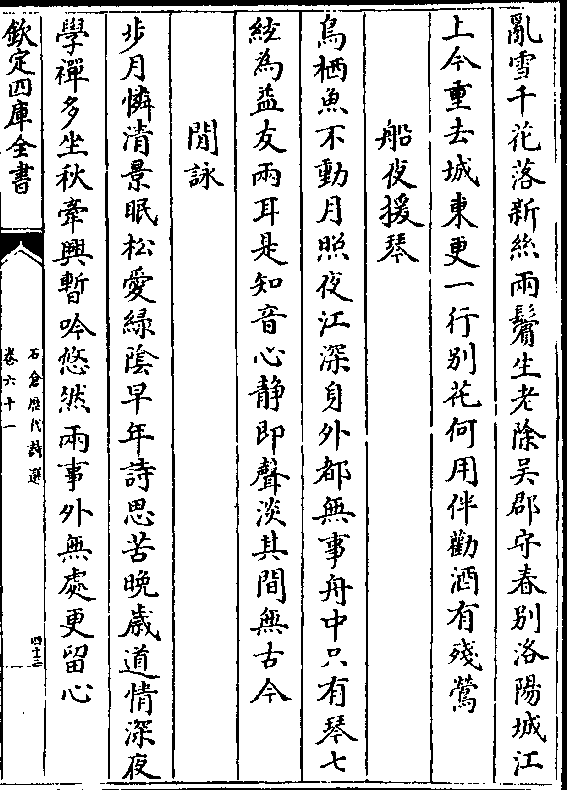 亂雪千花落新絲兩鬢生老除吳郡守春别洛陽城江
上今重去城東更一行别花何用伴勸酒有殘鶯
船夜援琴
鳥栖魚不動月照夜江深身外都無事舟中只有琴七
絃為益友兩耳是知音心静即聲淡其間無古今
閒詠
步月憐清景眠松愛緑陰早年詩思苦晚歳道情深夜
學禪多坐秋牽興暫吟悠然兩事外無處更留心
欽定四庫全書
石倉歴代詩選
卷六十一
四十二